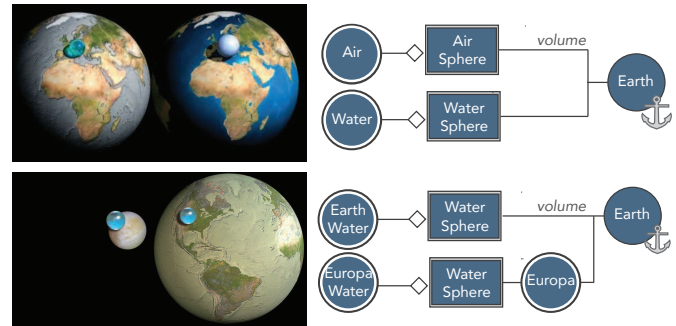 Air
Air
Sphere
volume
Earth
Water
Water
Sphere
Earth
Water
Water
Sphere
volume
Earth
Europa
Water
Water
Sphere
Europa